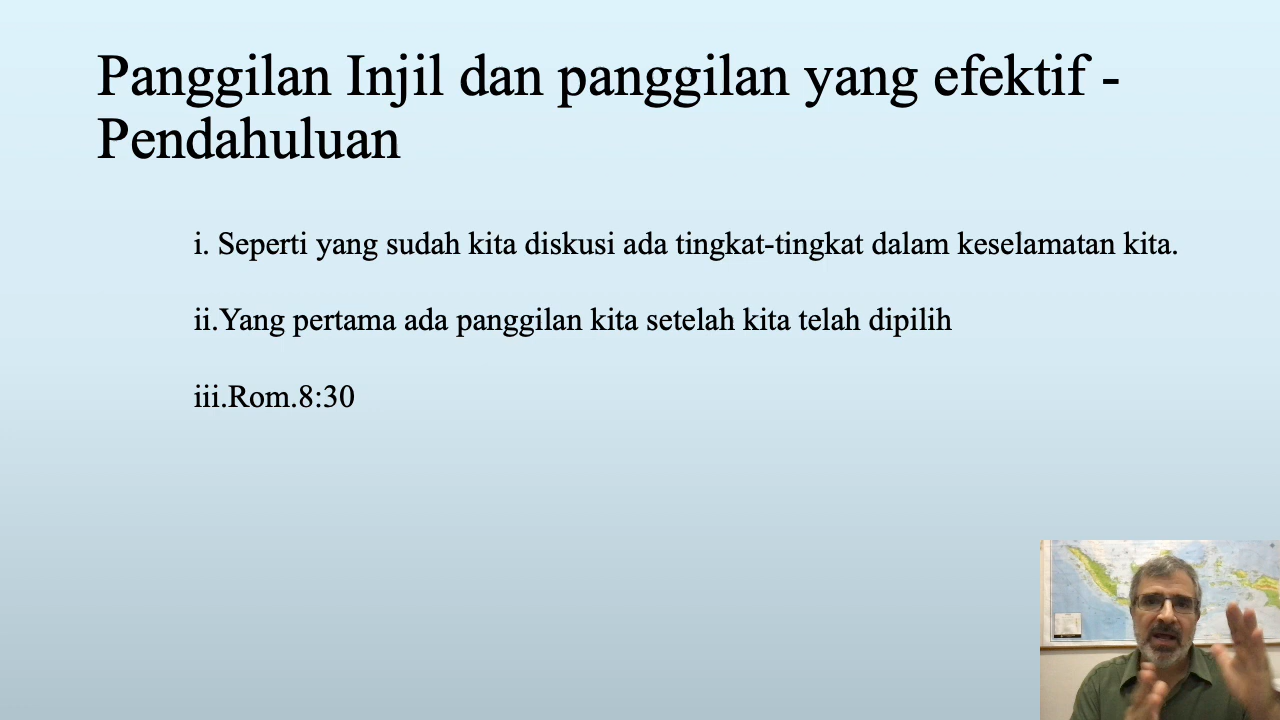 Panggilan Injil dan panggilan yang efektif -
Pendahuluan
i. Seperti yang sudah kita diskusi ada tingkat-tingkat dalam keselamatan kita.
ii.Yang pertama ada panggilan kita setelah kita telah dipilih
iii.Rom.8:30